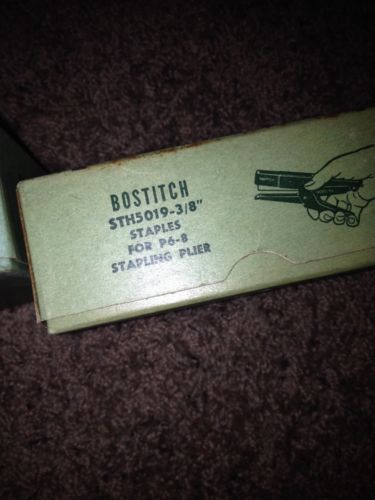 BOSTITCH
STH5019-3/8"
STAPLES
FOR P6-8
STAPLING PLIER